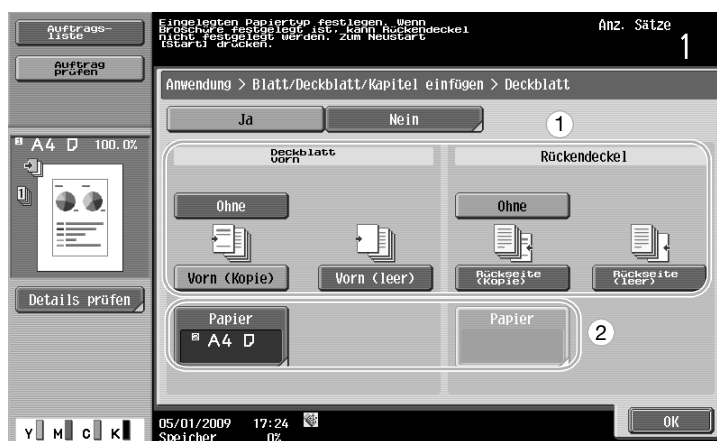 Auftrags-
liste
Auftrag
prüfen
Eingelegten Papiertyp festlegen. Wenn
Broschüre festgelegt ist, kann Rückendeckel
nicht festgelegt werden. Zum Neustart
[Start] drücken.
Anz. Sätze
1
Anwendung > Blatt/Deckblatt/Kapitel einfügen > Deckblatt
Ja
Nein
1
A4 100.0%
1
Deckblatt
vorn
Rückendeckel
Ohne
Ohne
Vorn (Kopie)
Vorn (leer)
Rückseite
(Kopie)
Rückseite
(leer)
Details prüfen
Papier
A4
Papier
2
OK
Y M C K
05/01/2009 17:24
Speicher 0%